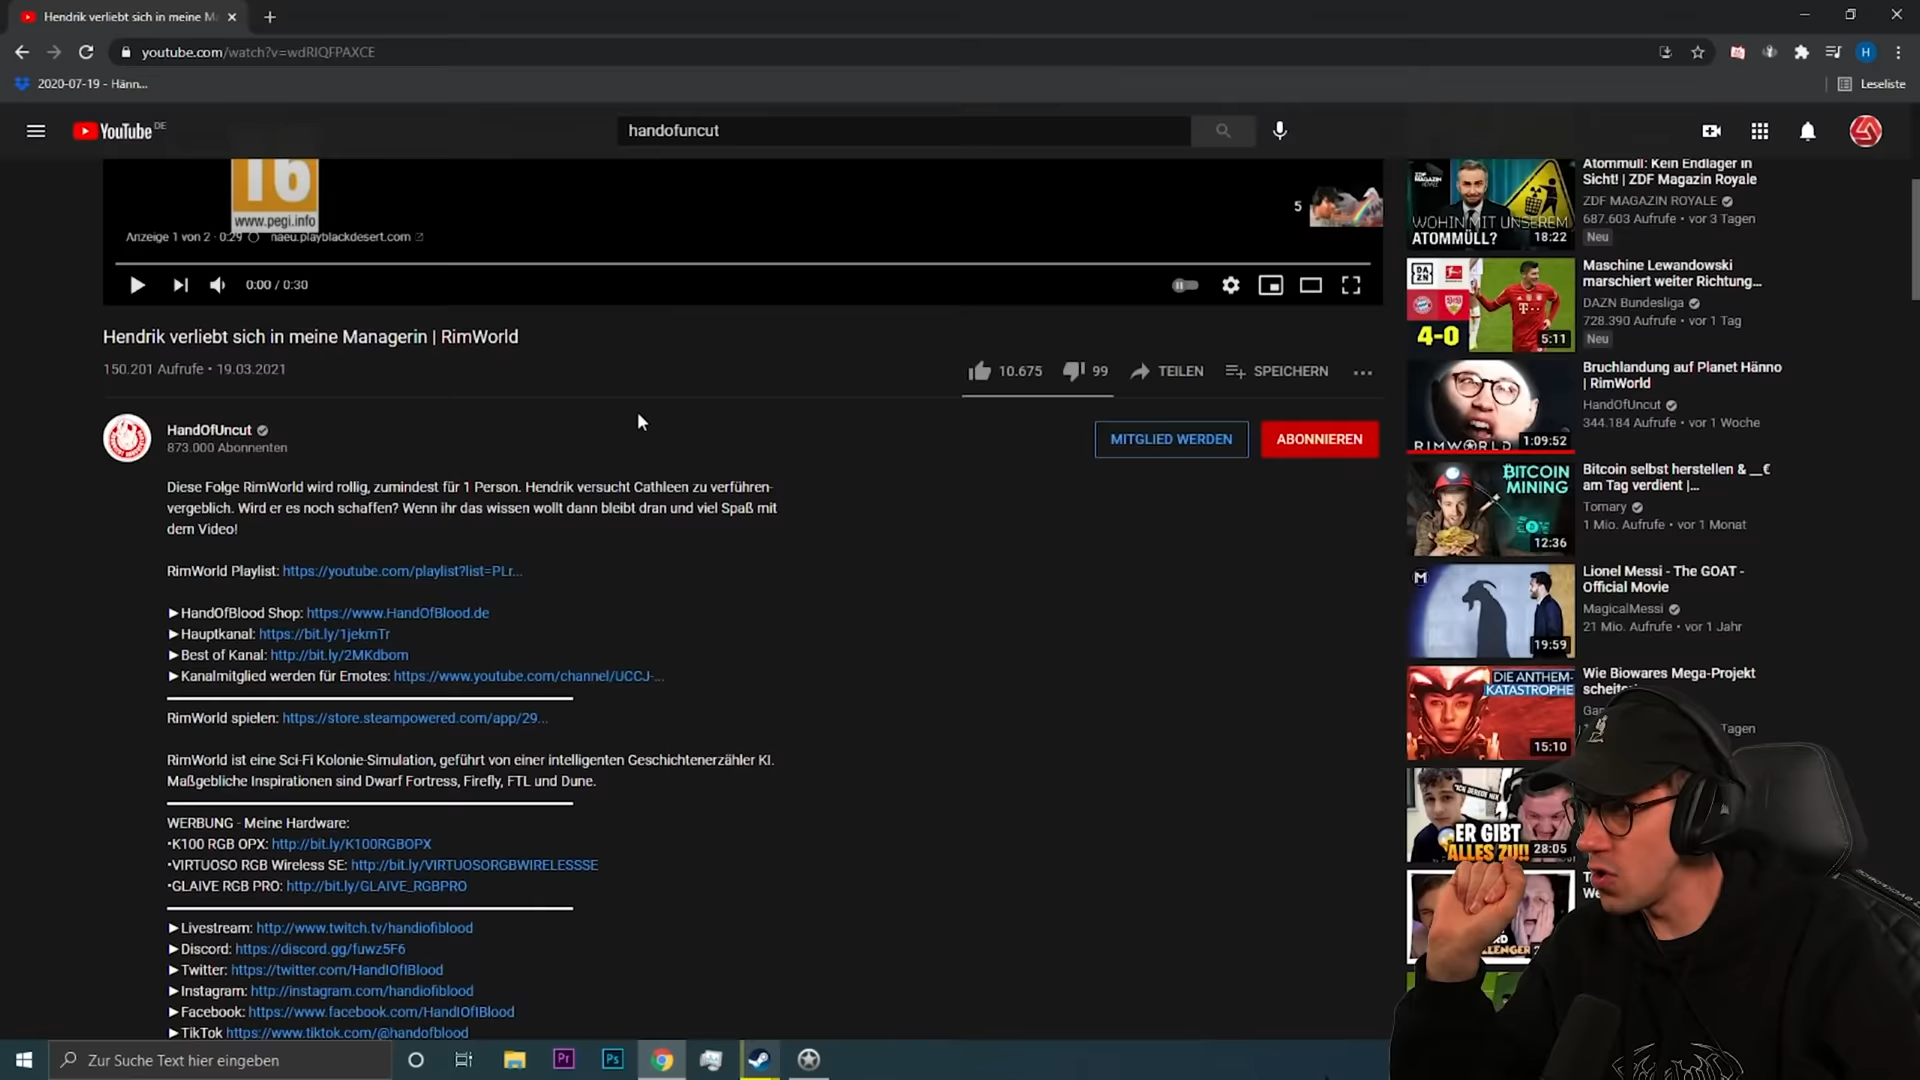 Hendrik verliebt sich in meine Ma
youtube.com/watch?v=wdRlQFPAXCE
H
2020-07-19 - Hänn...
Leseliste
YouTube DE
handofuncut
16
www.pegi.info
5
Anzeige 1 von 2 · 0:29
naeu.playblackdesert.com
0:00 / 0:30
Hendrik verliebt sich in meine Managerin | RimWorld
150.201 Aufrufe • 19.03.2021
10.675
99
TEILEN
SPEICHERN
HandOfUncut
873.000 Abonnenten
MITGLIED WERDEN
ABONNIEREN
Diese Folge RimWorld wird rollig, zumindest für 1 Person. Hendrik versucht Cathleen zu verführen-
vergeblich. Wird er es noch schaffen? Wenn ihr das wissen wollt dann bleibt dran und viel Spaß mit
dem Video!
RimWorld Playlist: https://youtube.com/playlist?list=PLr...
►HandOfBlood Shop: https://www.HandOfBlood.de
►Hauptkanal: https://bit.ly/1jekmTr
►Best of Kanal: http://bit.ly/2MKdbom
►Kanalmitglied werden für Emotes: https://www.youtube.com/channel/UCCJ-...
RimWorld spielen: https://store.steampowered.com/app/29...
RimWorld ist eine Sci-Fi Kolonie-Simulation, geführt von einer intelligenten Geschichtenerzähler KI.
Maßgebliche Inspirationen sind Dwarf Fortress, Firefly, FTL und Dune.
WERBUNG - Meine Hardware:
•K100 RGB OPX: http://bit.ly/K100RGBOPX
•VIRTUOSO RGB Wireless SE: http://bit.ly/VIRTUOSORGBWIRELESSSE
•GLAIVE RGB PRO: http://bit.ly/GLAIVE_RGBPRO
►Livestream: http://www.twitch.tv/handiofiblood
►Discord: https://discord.gg/fuwz5F6
►Twitter: https://twitter.com/HandIOfIBlood
►Instagram: http://instagram.com/handiofiblood
►Facebook: https://www.facebook.com/HandIOfIBlood
►TikTok https://www.tiktok.com/@handofblood
ZDF MAGAZIN ROYALE
WOHIN MIT UNSEREM
ATOMMÜLL?
18:22
Atommüll: Kein Endlager in
Sicht! | ZDF Magazin Royale
ZDF MAGAZIN ROYALE
687.603 Aufrufe • vor 3 Tagen
Neu
DAZN
4-0
5:11
Maschine Lewandowski
marschiert weiter Richtung...
DAZN Bundesliga
728.390 Aufrufe • vor 1 Tag
Neu
RIMWORLD
1:09:52
Bruchlandung auf Planet Hänno
| RimWorld
HandOfUncut
344.184 Aufrufe • vor 1 Woche
BITCOIN
MINING
12:36
Bitcoin selbst herstellen & __€
am Tag verdient |...
Tomary
1 Mio. Aufrufe • vor 1 Monat
M
19:59
Lionel Messi - The GOAT -
Official Movie
MagicalMessi
21 Mio. Aufrufe • vor 1 Jahr
DIE ANTHEM-
KATASTROPHE
15:10
Wie Biowares Mega-Projekt
Tagen
ER GIBT
ALLES ZU!!
28:05
Zur Suche Text hier eingeben
Pr
Ps